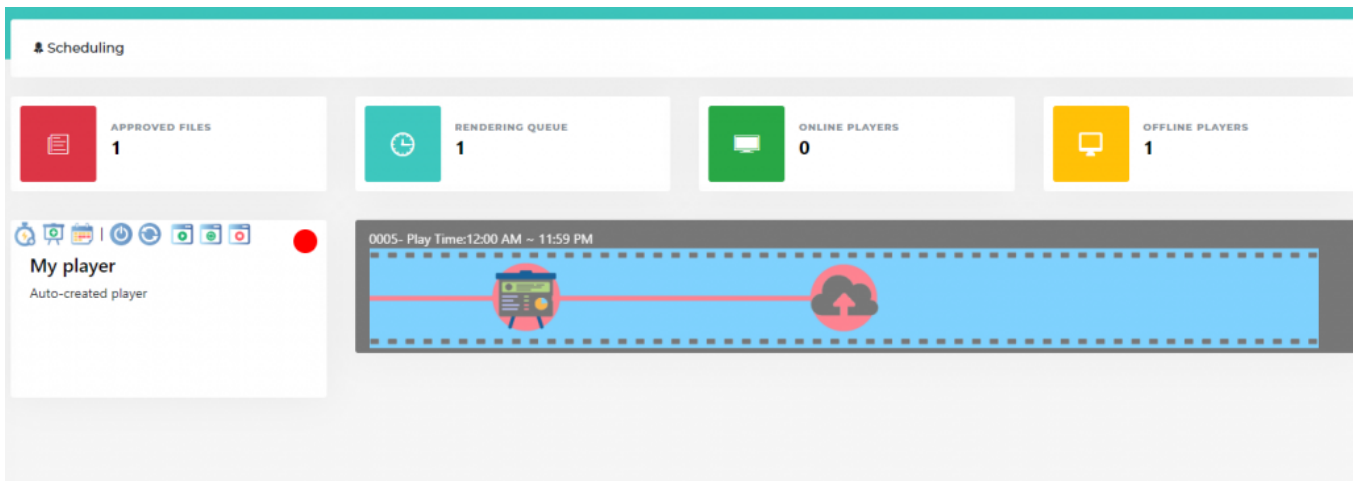 Scheduling
APPROVED FILES
1
RENDERING QUEUE
1
ONLINE PLAYERS
0
OFFLINE PLAYERS
1
My player
Auto-created player
0005- Play Time:12:00 AM ~ 11:59 PM